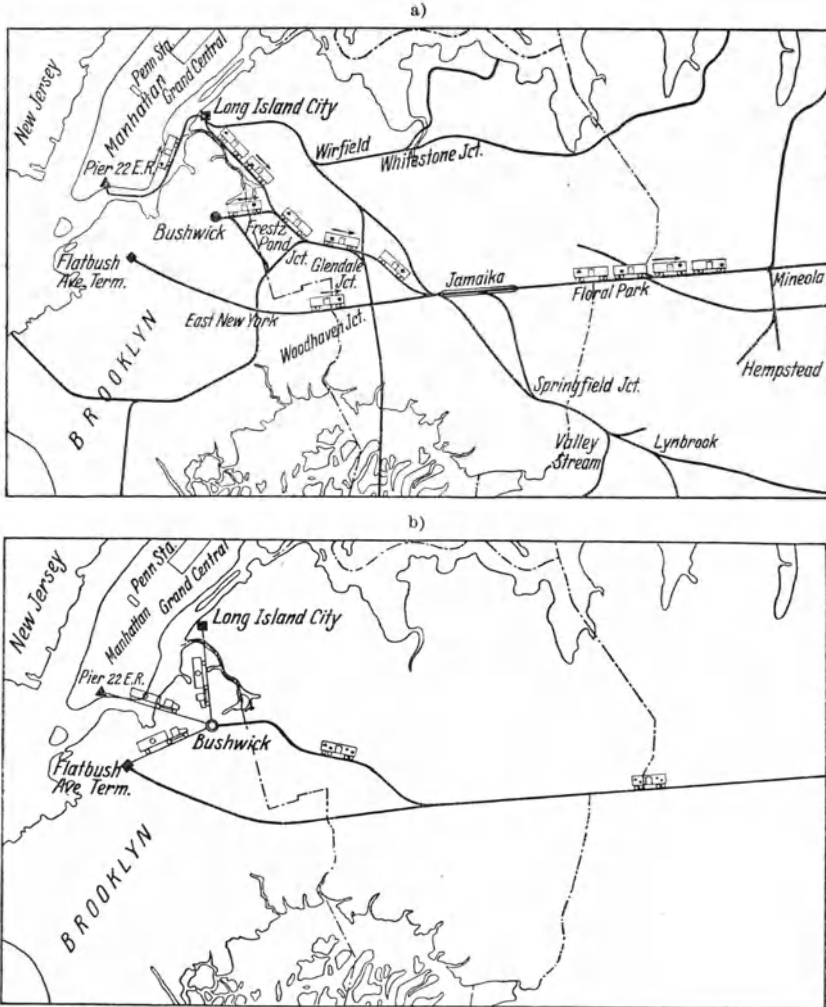 a)
New Jersey
Penn Sta.
Manhattan
Grand Central
Long Island City
Pier 22 E.R.
Wirfield
Whitestone Jct.
Bushwick
Frestz
Pond
Jct.
Flatbush
Ave. Term.
Glendale
Jct.
Jamaika
Floral Park
Mineola
East New York
Woodhaven Jct.
Hempstead
BROOKLYN
Springfield Jct.
Valley
Stream
Lynbrook
b)
New Jersey
Penn Sta.
Manhattan
Grand Central
Long Island City
Pier 22 E.R.
Bushwick
Flatbush
Ave. Term.
BROOKLYN